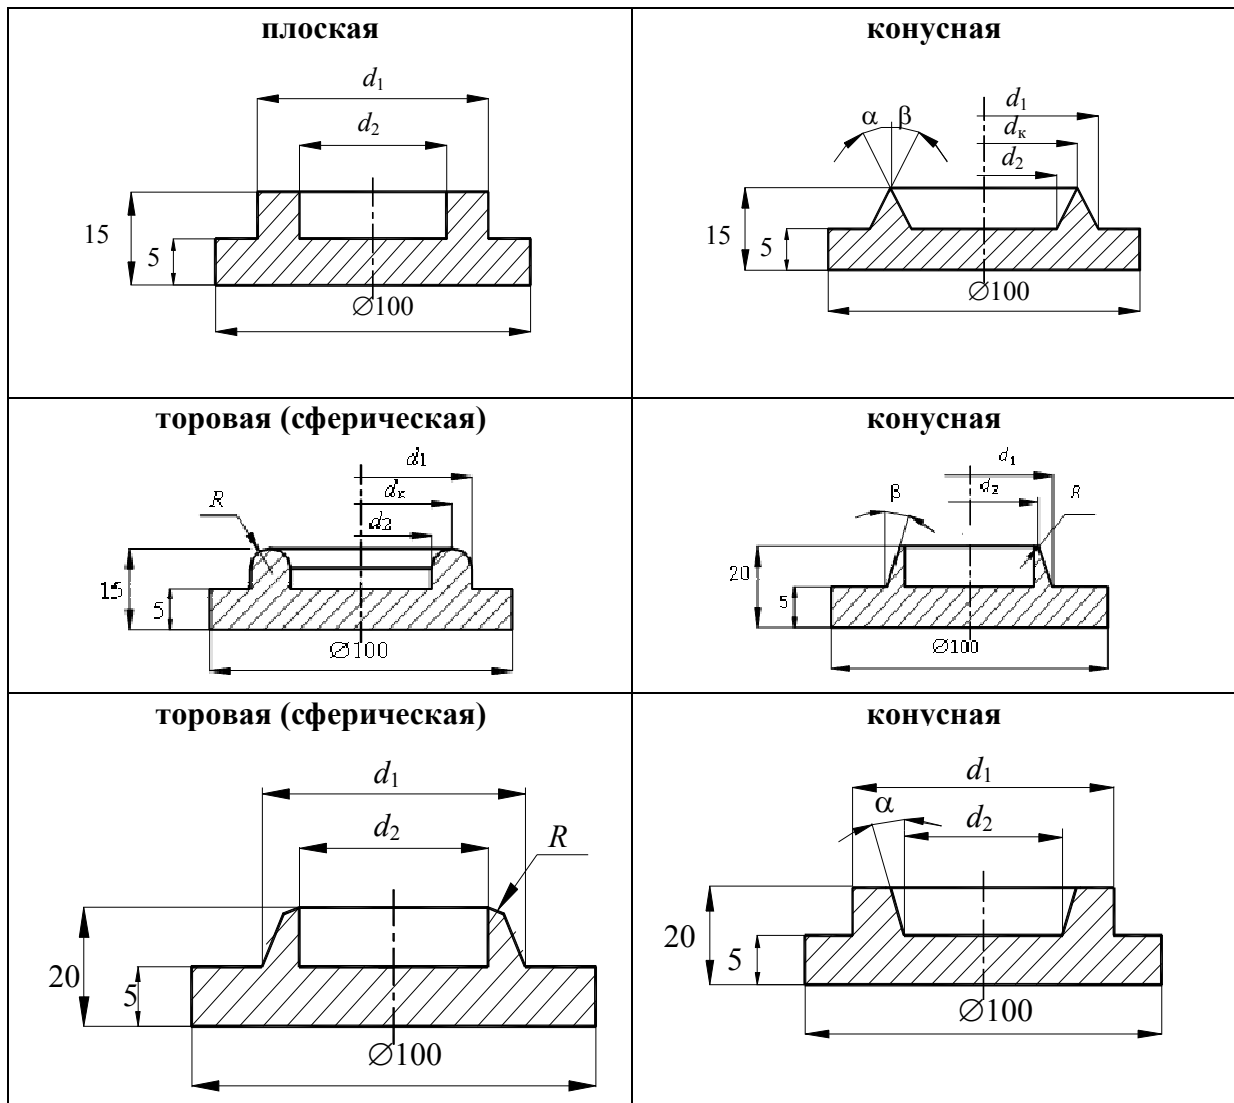 плоская
d₁
d₂
15
5
∅100
конусная
α β
d₁
dк
d₂
15
5
∅100
торовая (сферическая)
d₁
R
dк
d₂
15
5
∅100
конусная
d₁
β
d₂
R
20
5
∅100
торовая (сферическая)
d₁
d₂
R
20
5
∅100
конусная
d₁
α
d₂
20
5
∅100